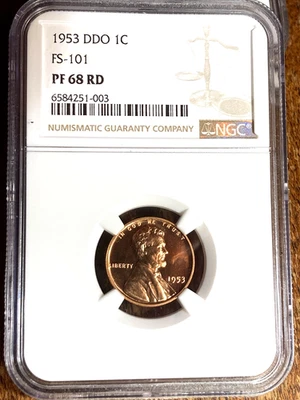 1953 DDO 1C
FS-101
PF 68 RD
6584251-003
NUMISMATIC GUARANTY COMPANY
NGC
IN GOD WE TRUST
LIBERTY
1953